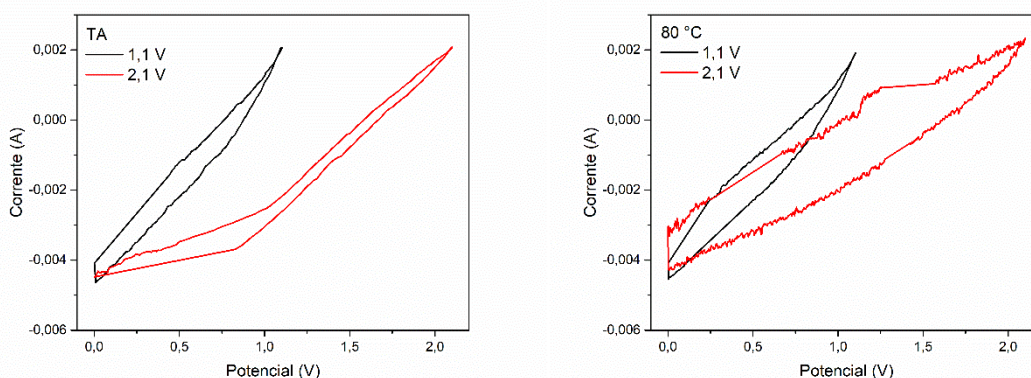 TA
1,1 V
2,1 V
0,002
0,000
-0,002
-0,004
-0,006
Corrente (A)
0,0 0,5 1,0 1,5 2,0
Potencial (V)
80 °C
1,1 V
2,1 V
0,002
0,000
-0,002
-0,004
-0,006
Corrente (A)
0,0 0,5 1,0 1,5 2,0
Potencial (V)